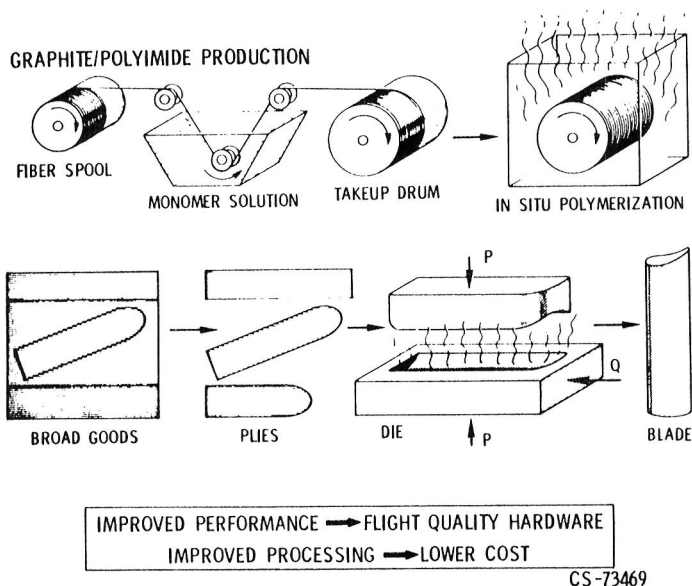 GRAPHITE/POLYIMIDE PRODUCTION
FIBER SPOOL
MONOMER SOLUTION
TAKEUP DRUM
IN SITU POLYMERIZATION
P
Q
P
BROAD GOODS
PLIES
DIE
BLADE
IMPROVED PERFORMANCE → FLIGHT QUALITY HARDWARE
IMPROVED PROCESSING → LOWER COST
CS-73469